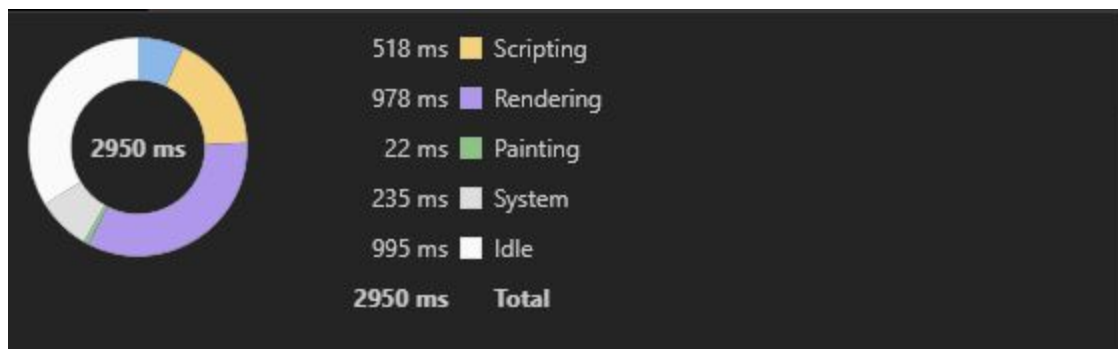 2950 ms
518 ms Scripting
978 ms Rendering
22 ms Painting
235 ms System
995 ms Idle
2950 ms Total